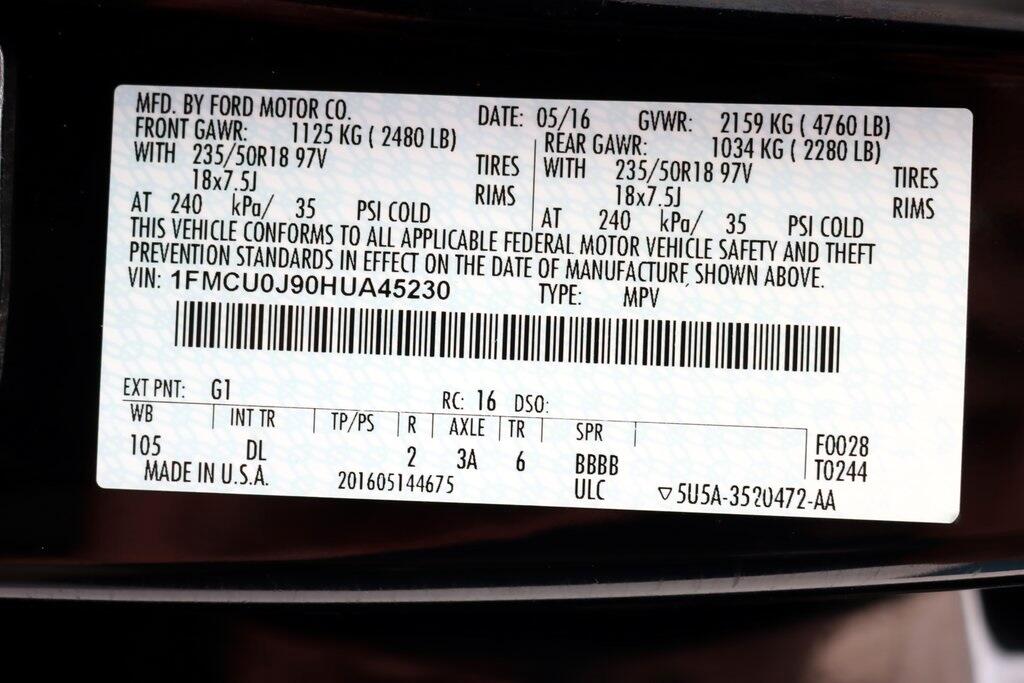 MFD. BY FORD MOTOR CO. DATE: 05/16 GVWR: 2159 KG ( 4760 LB)
FRONT GAWR: 1125 KG ( 2480 LB) REAR GAWR: 1034 KG ( 2280 LB)
WITH 235/50R18 97V TIRES WITH 235/50R18 97V TIRES
18x7.5J RIMS 18x7.5J RIMS
AT 240 kPa/ 35 PSI COLD AT 240 kPa/ 35 PSI COLD
THIS VEHICLE CONFORMS TO ALL APPLICABLE FEDERAL MOTOR VEHICLE SAFETY AND THEFT
PREVENTION STANDARDS IN EFFECT ON THE DATE OF MANUFACTURE, SHOWN ABOVE.
VIN: 1FMCU0J90HUA45230 TYPE: MPV
EXT PNT: G1 RC: 16 DSO:
WB INT TR TP/PS R AXLE TR SPR F0028
105 DL 2 3A 6 BBBB T0244
MADE IN U.S.A. 201605144675 ULC 5U5A-3520472-AA